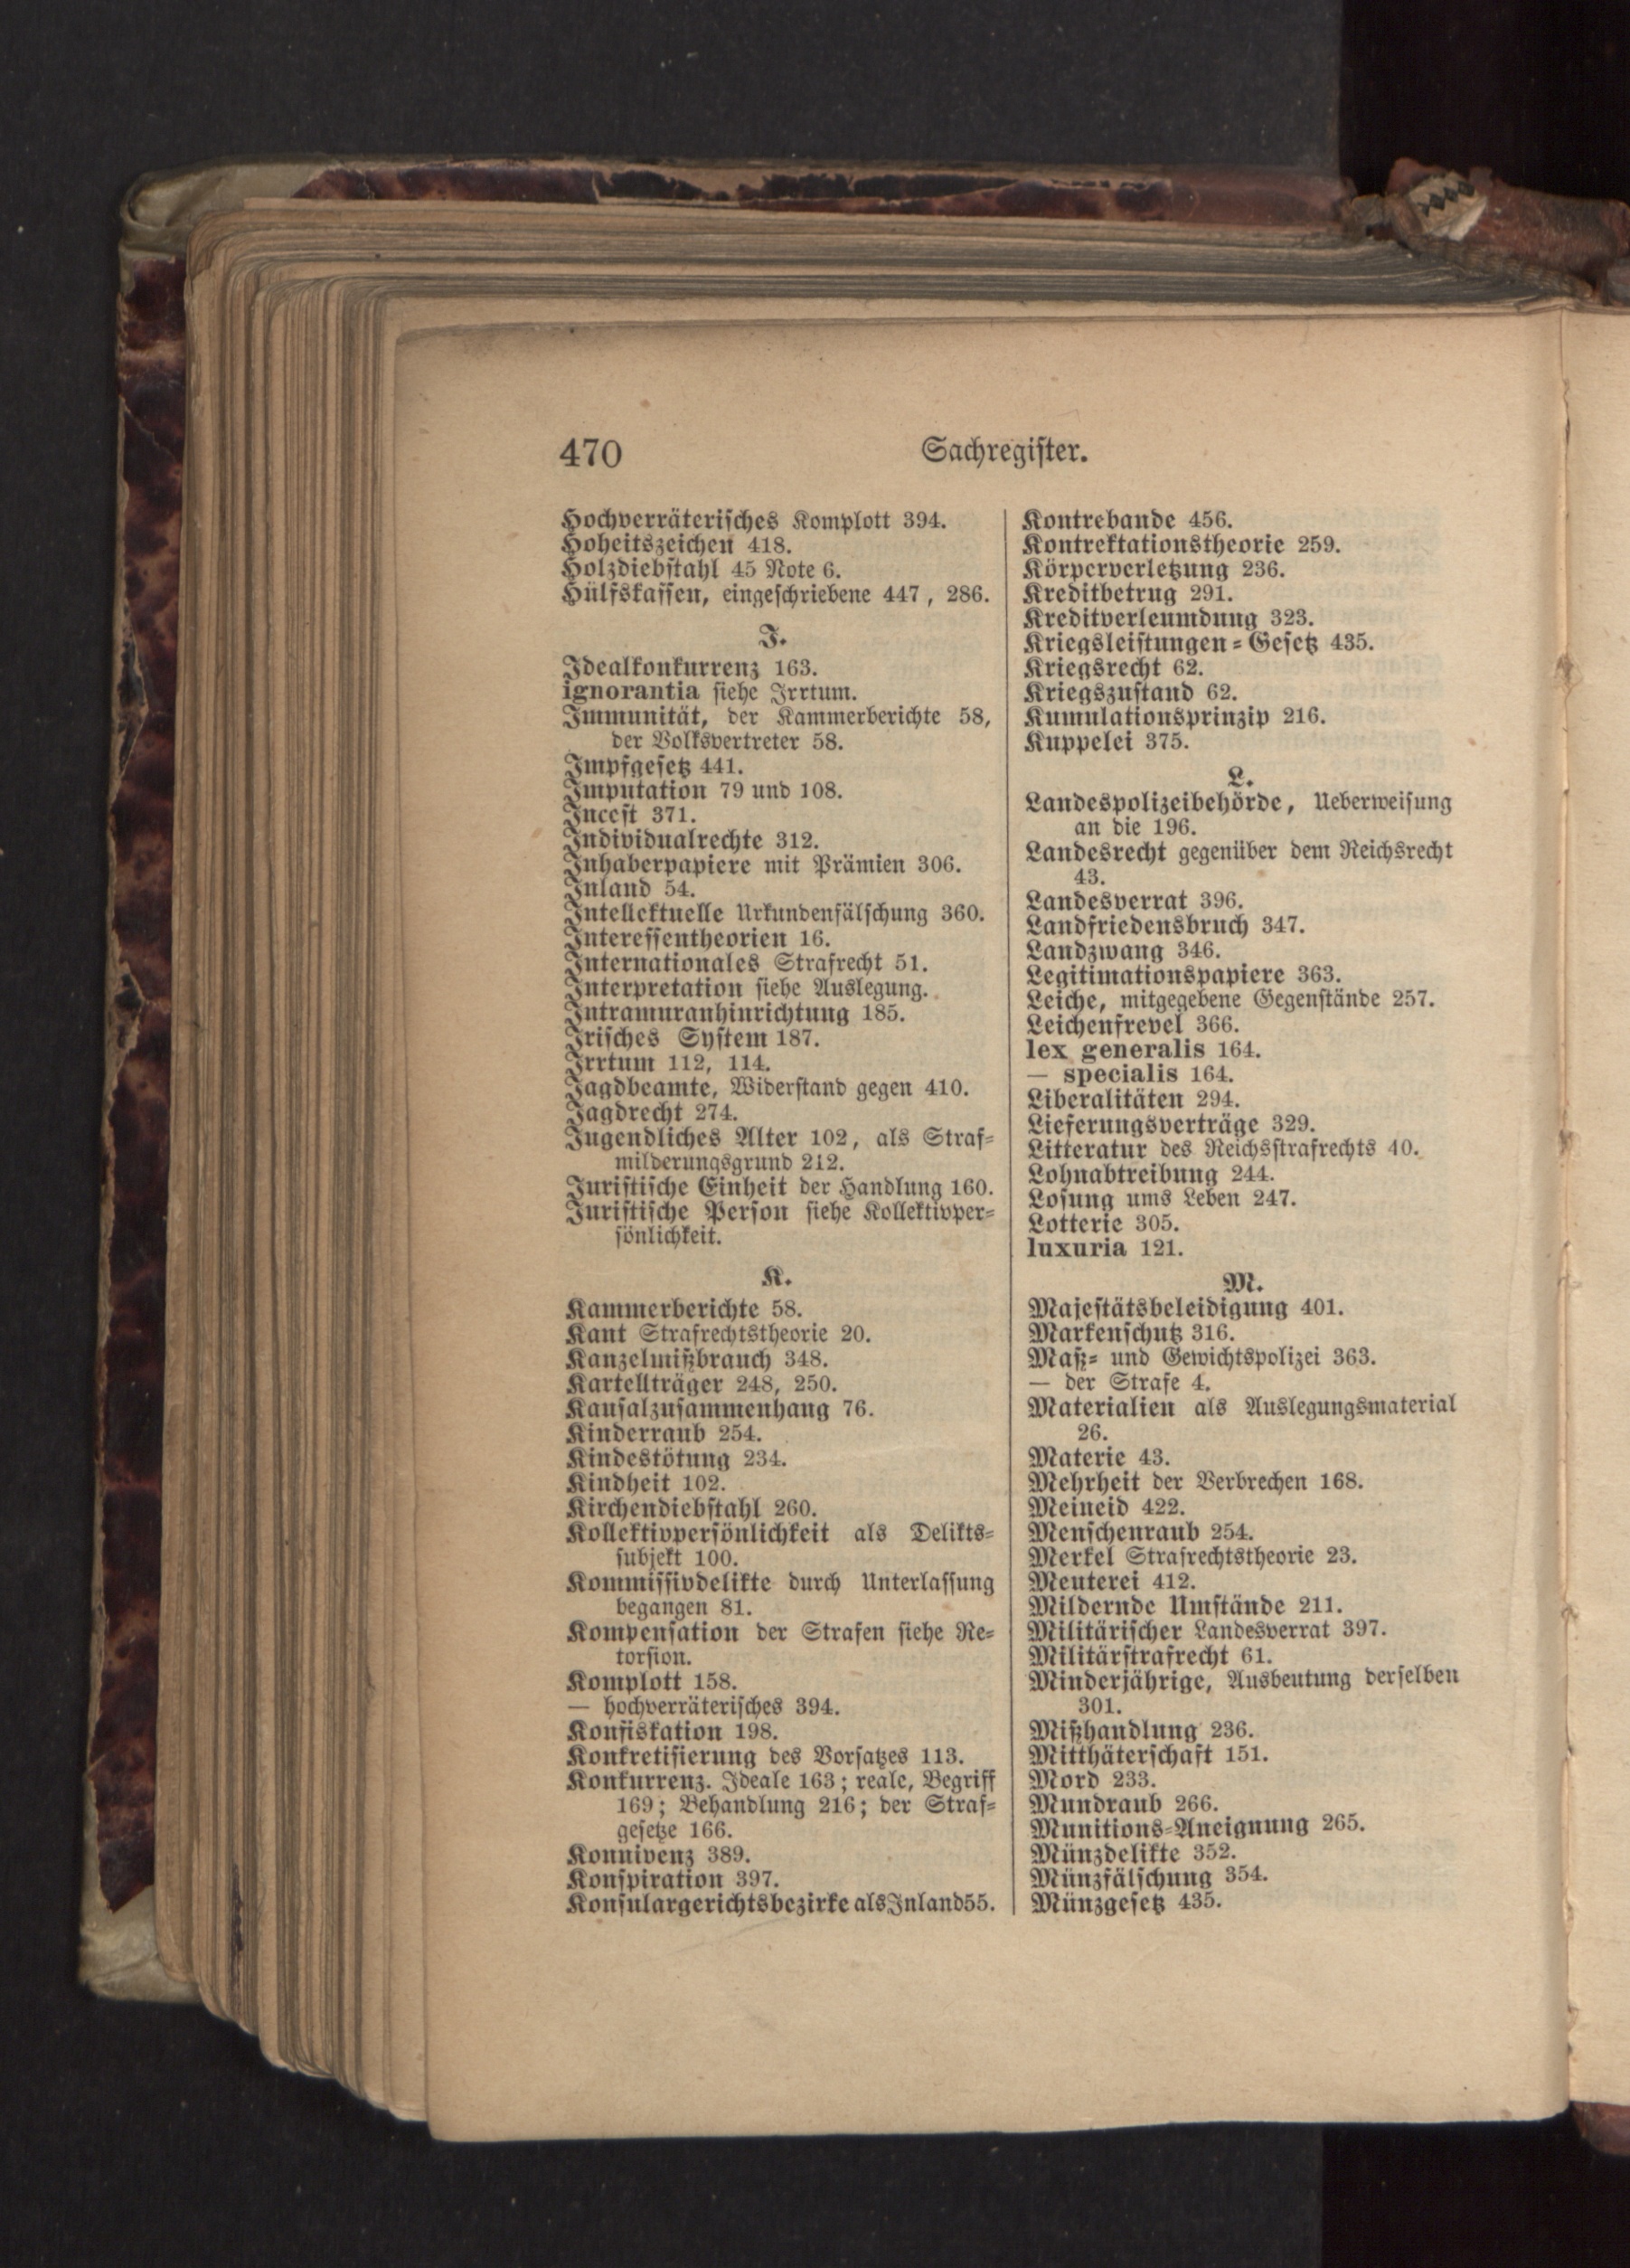 470
Sachregister.
Hochverräterisches Komplott 394.
Hoheitszeichen 418.
Holzdiebstahl 45 Note 6.
Hülfskassen, eingeschriebene 447, 286.
I.
Idealkonkurrenz 163.
ignorantia siehe Irrtum.
Immunität, der Kammerberichte 58,
der Volksvertreter 58.
Impfgesetz 441.
Imputation 79 und 108.
Incest 371.
Individualrechte 312.
Inhaberpapiere mit Prämien 306.
Inland 54.
Intellektuelle Urkundenfälschung 360.
Interessentheorien 16.
Internationales Strafrecht 51.
Interpretation siehe Auslegung.
Intramuranhinrichtung 185.
Irisches System 187.
Irrtum 112, 114.
Jagdbeamte, Widerstand gegen 410.
Jagdrecht 274.
Jugendliches Alter 102, als Straf-
milderungsgrund 212.
Juristische Einheit der Handlung 160.
Juristische Person siehe Kollektivper-
sönlichkeit.
K.
Kammerberichte 58.
Kant Strafrechtstheorie 20.
Kanzelmißbrauch 348.
Kartellträger 248, 250.
Kausalzusammenhang 76.
Kinderraub 254.
Kindestötung 234.
Kindheit 102.
Kirchendiebstahl 260.
Kollektivpersönlichkeit als Delikts-
subjekt 100.
Kommissivdelikte durch Unterlassung
begangen 81.
Kompensation der Strafen siehe Re-
torsion.
Komplott 158.
— hochverräterisches 394.
Konfiskation 198.
Konkretisierung des Vorsatzes 113.
Konkurrenz. Ideale 163; reale, Begriff
169; Behandlung 216; der Straf-
gesetze 166.
Konnivenz 389.
Konspiration 397.
Konsulargerichtsbezirke als Inland 55.
Kontrebande 456.
Kontrektationstheorie 259.
Körperverletzung 236.
Kreditbetrug 291.
Kreditverleumdung 323.
Kriegsleistungen-Gesetz 435.
Kriegsrecht 62.
Kriegszustand 62.
Kumulationsprinzip 216.
Kuppelei 375.
L.
Landespolizeibehörde, Ueberweisung
an die 196.
Landesrecht gegenüber dem Reichsrecht
43.
Landesverrat 396.
Landfriedensbruch 347.
Landzwang 346.
Legitimationspapiere 363.
Leiche, mitgegebene Gegenstände 257.
Leichenfrevel 366.
lex generalis 164.
— specialis 164.
Liberalitäten 294.
Lieferungsverträge 329.
Litteratur des Reichsstrafrechts 40.
Lohnabtreibung 244.
Losung ums Leben 247.
Lotterie 305.
luxuria 121.
M.
Majestätsbeleidigung 401.
Markenschutz 316.
Maß- und Gewichtspolizei 363.
— der Strafe 4.
Materialien als Auslegungsmaterial
26.
Materie 43.
Mehrheit der Verbrechen 168.
Meineid 422.
Menschenraub 254.
Merkel Strafrechtstheorie 23.
Meuterei 412.
Mildernde Umstände 211.
Militärischer Landesverrat 397.
Militärstrafrecht 61.
Minderjährige, Ausbeutung derselben
301.
Mißhandlung 236.
Mitthäterschaft 151.
Mord 233.
Mundraub 266.
Munitions-Aneignung 265.
Münzdelikte 352.
Münzfälschung 354.
Münzgesetz 435.